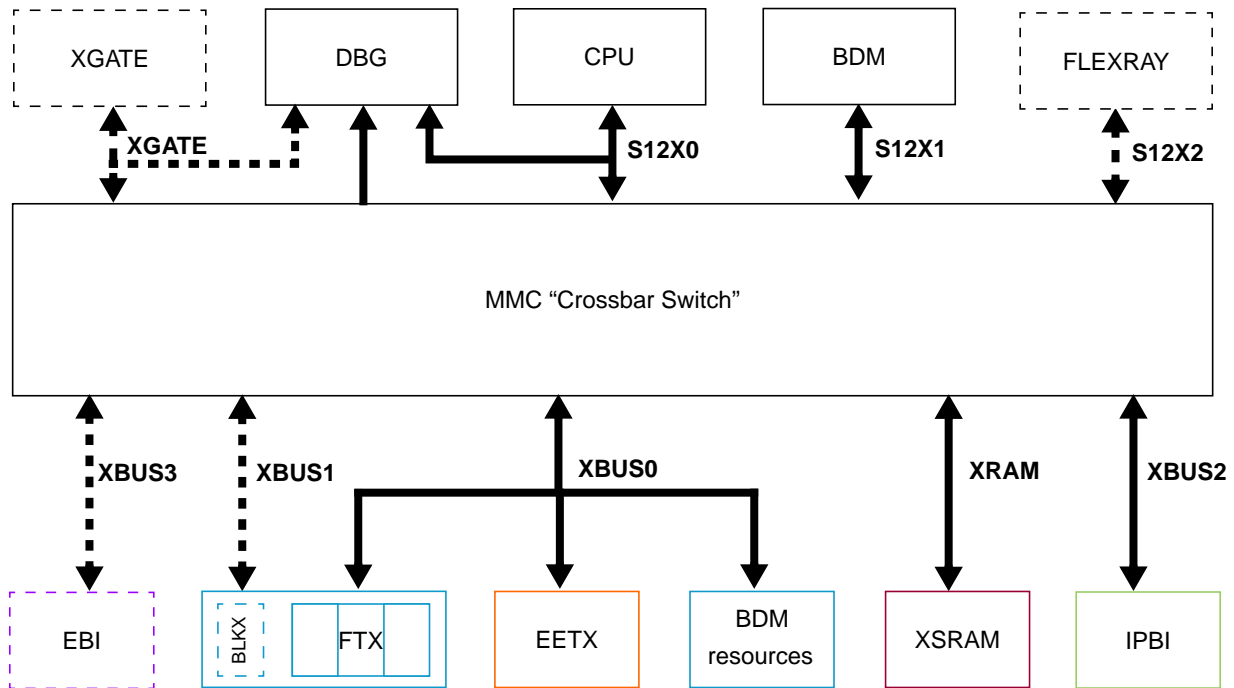 XGATE
DBG
CPU
BDM
FLEXRAY
XGATE
S12X0
S12X1
S12X2
MMC “Crossbar Switch”
XBUS3
XBUS1
XBUS0
XRAM
XBUS2
EBI
BLKX
FTX
EETX
BDM
resources
XSRAM
IPBI